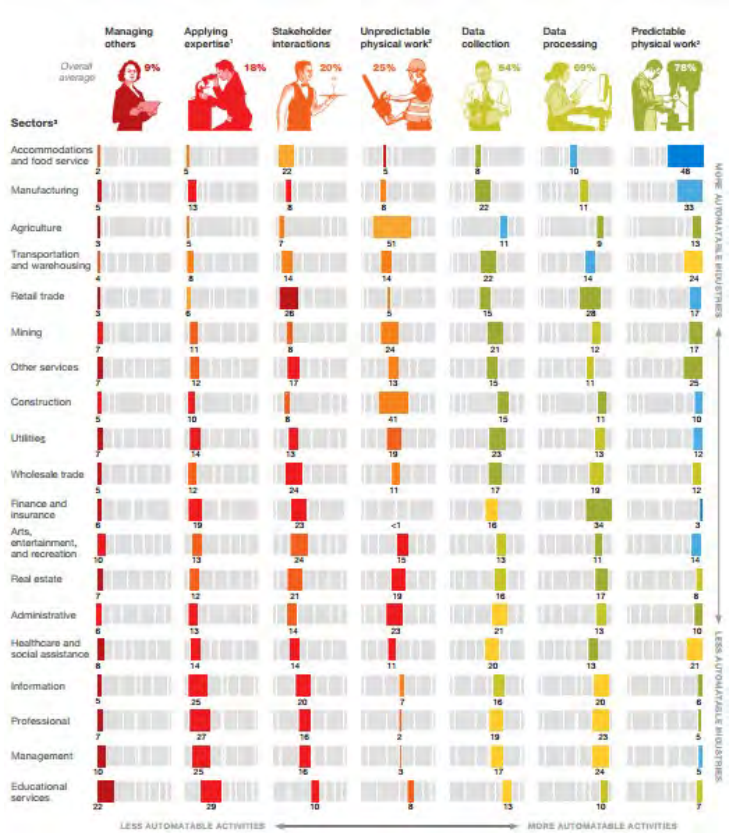 Managing others
Applying expertise¹
Stakeholder interactions
Unpredictable physical work²
Data collection
Data processing
Predictable physical work²
Overall average
9%
18%
20%
25%
64%
69%
78%
Sectors³
Accommodations and food service
2 5 22 5 8 10 48
Manufacturing
5 13 8 8 22 11 33
Agriculture
3 5 7 51 11 9 13
Transportation and warehousing
4 8 14 14 22 14 24
Retail trade
3 6 26 5 15 28 17
Mining
7 11 8 24 21 12 17
Other services
7 12 17 13 15 11 25
Construction
5 10 8 41 15 11 10
Utilities
7 14 13 19 23 13 12
Wholesale trade
5 12 24 11 17 19 12
Finance and insurance
6 19 23 <1 16 34 3
Arts, entertainment, and recreation
10 13 24 15 13 11 14
Real estate
7 12 21 19 16 17 8
Administrative
6 13 14 23 21 13 10
Healthcare and social assistance
8 14 14 11 20 13 21
Information
5 25 20 7 16 20 6
Professional
7 27 16 2 19 23 5
Management
10 25 16 3 17 24 5
Educational services
22 29 10 8 13 10 7
MORE AUTOMATABLE INDUSTRIES
LESS AUTOMATABLE INDUSTRIES
LESS AUTOMATABLE ACTIVITIES
MORE AUTOMATABLE ACTIVITIES